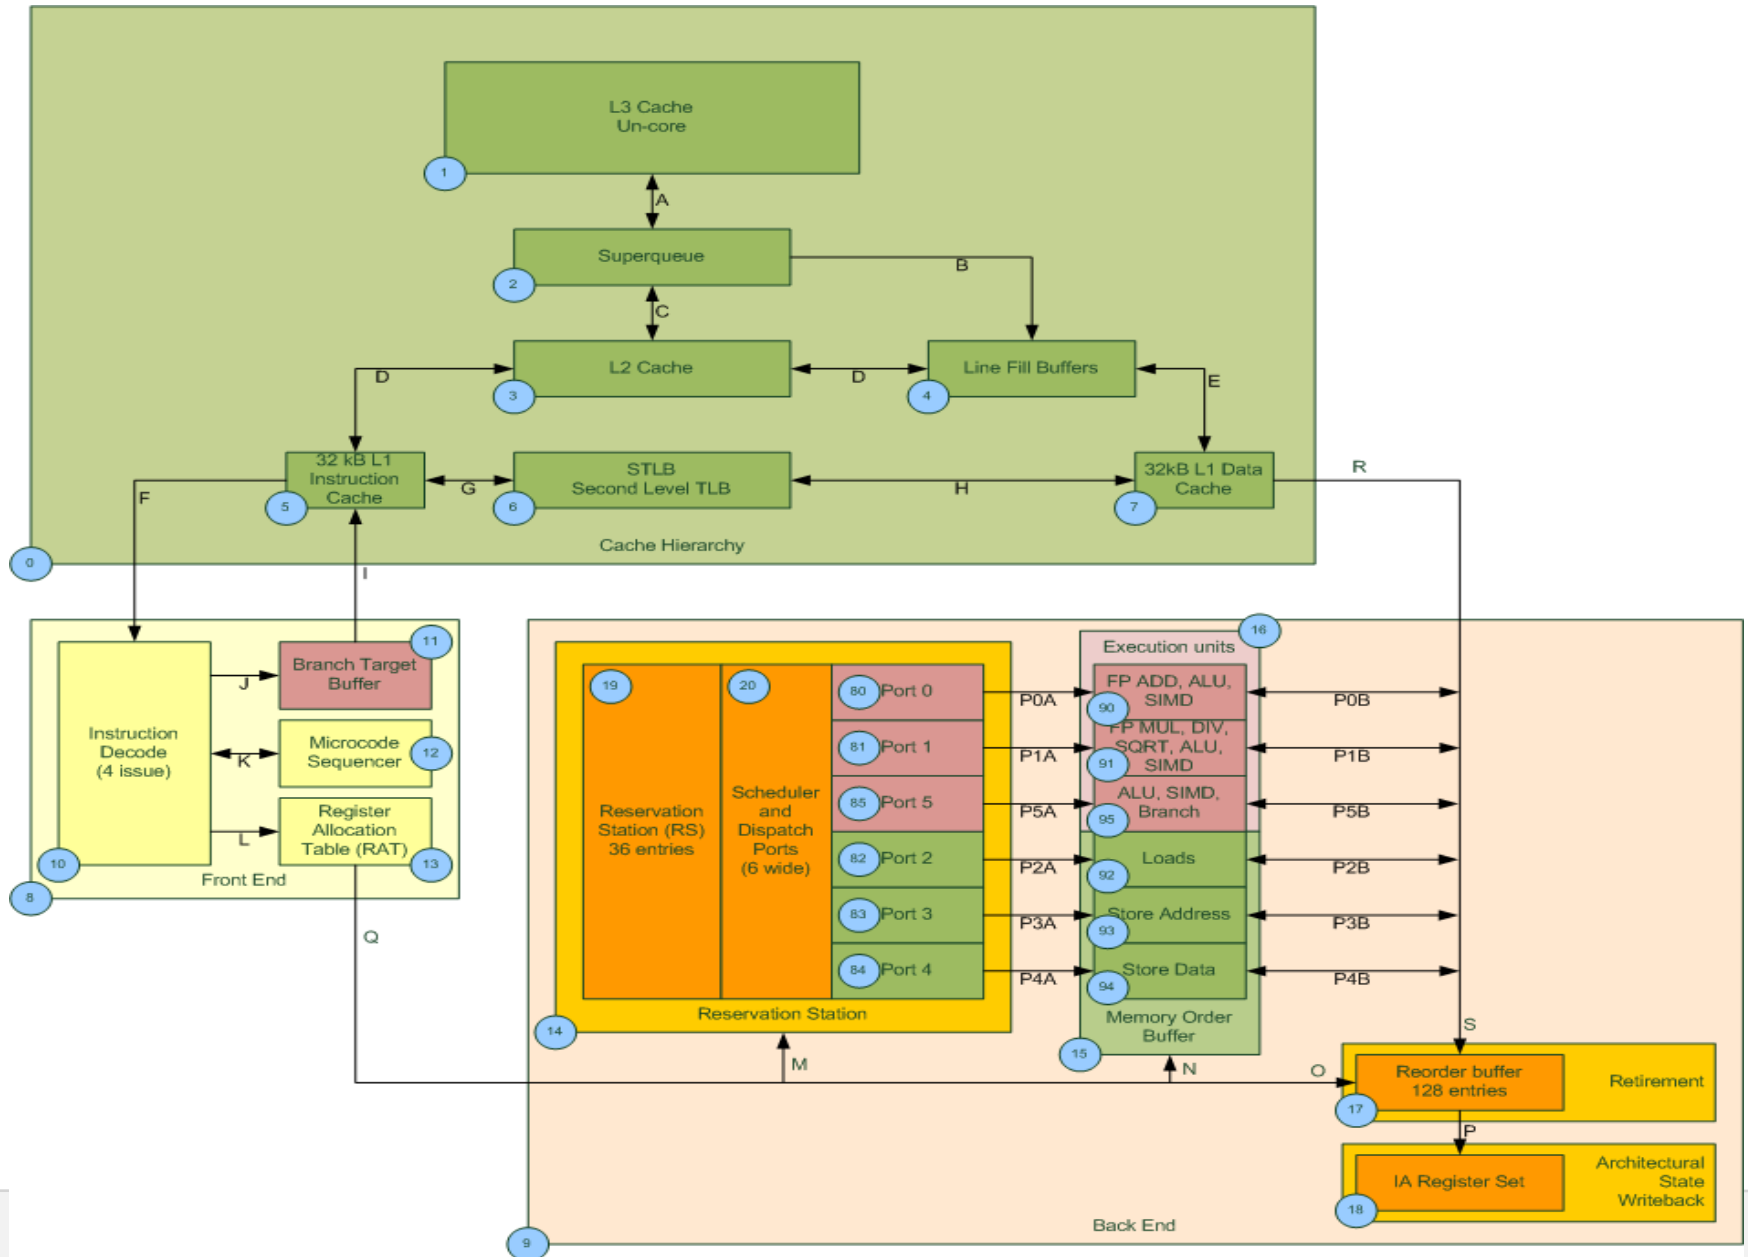 L3 Cache
Un-core
1
A
Superqueue
2
B
C
L2 Cache
3
D
D
Line Fill Buffers
4
E
32 kB L1
Instruction
Cache
5
F
G
STLB
Second Level TLB
6
H
32kB L1 Data
Cache
7
R
Cache Hierarchy
0
I
Instruction
Decode
(4 issue)
10
J
Branch Target
Buffer
11
K
Microcode
Sequencer
12
L
Register
Allocation
Table (RAT)
13
Front End
8
Q
Reservation
Station (RS)
36 entries
19
Scheduler
and
Dispatch
Ports
(6 wide)
20
80
Port 0
81
Port 1
85
Port 5
82
Port 2
83
Port 3
84
Port 4
Reservation Station
14
P0A
P1A
P5A
P2A
P3A
P4A
Execution units
16
FP ADD, ALU,
SIMD
90
FP MUL, DIV,
SQRT, ALU,
SIMD
91
ALU, SIMD,
Branch
95
Loads
92
Store Address
93
Store Data
94
Memory Order
Buffer
15
P0B
P1B
P5B
P2B
P3B
P4B
M
N
O
S
Reorder buffer
128 entries
17
Retirement
P
IA Register Set
18
Architectural
State
Writeback
Back End
9